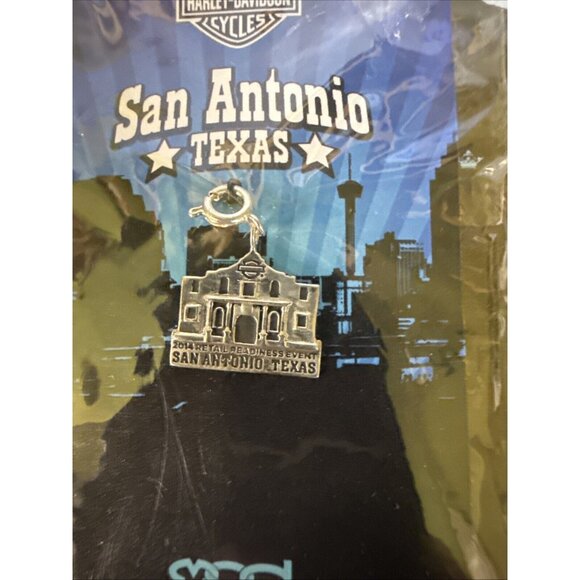 HARLEY-DAVIDSON
CYCLES
San Antonio
TEXAS
2014 RETAIL READINESS EVENT
SAN ANTONIO, TEXAS